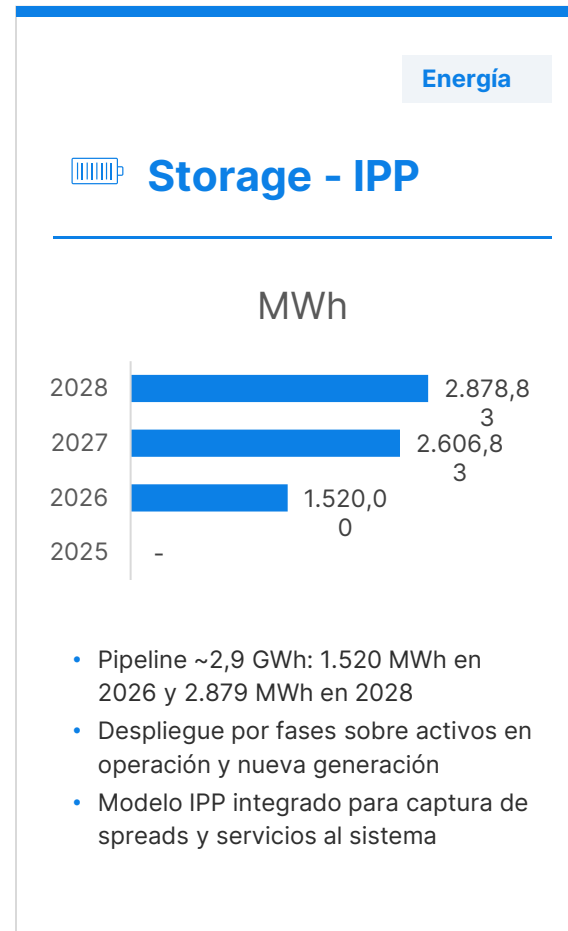 Energía
Storage - IPP
MWh
2028
2.878,8
3
2027
2.606,8
3
2026
1.520,0
0
2025
-
• Pipeline ~2,9 GWh: 1.520 MWh en
2026 y 2.879 MWh en 2028
• Despliegue por fases sobre activos en
operación y nueva generación
• Modelo IPP integrado para captura de
spreads y servicios al sistema